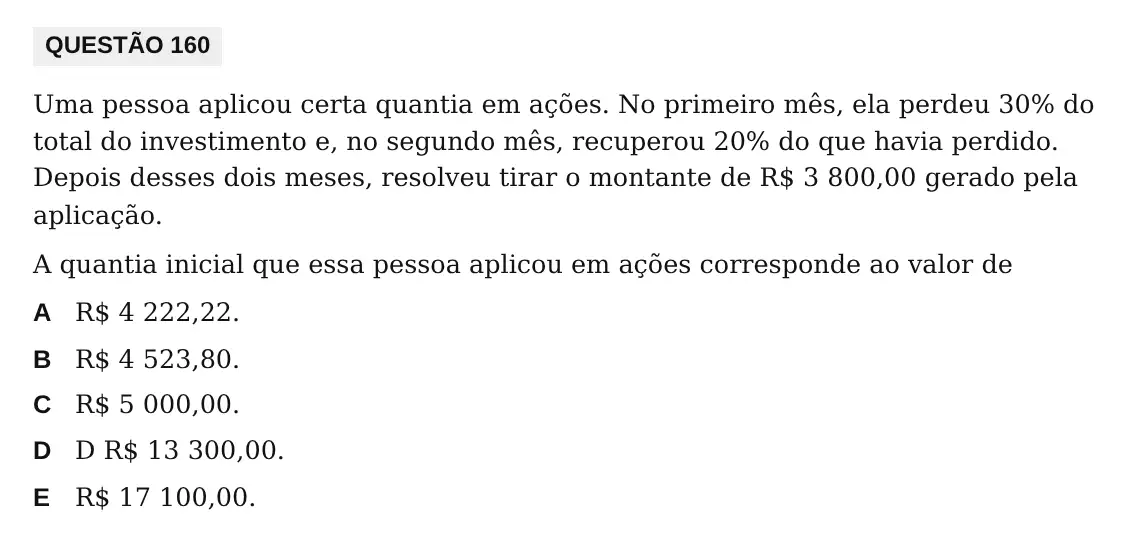 QUESTÃO 160
Uma pessoa aplicou certa quantia em ações. No primeiro mês, ela perdeu 30% do
total do investimento e, no segundo mês, recuperou 20% do que havia perdido.
Depois desses dois meses, resolveu tirar o montante de R$ 3 800,00 gerado pela
aplicação.
A quantia inicial que essa pessoa aplicou em ações corresponde ao valor de
A R$ 4 222,22.
B R$ 4 523,80.
C R$ 5 000,00.
D D R$ 13 300,00.
E R$ 17 100,00.